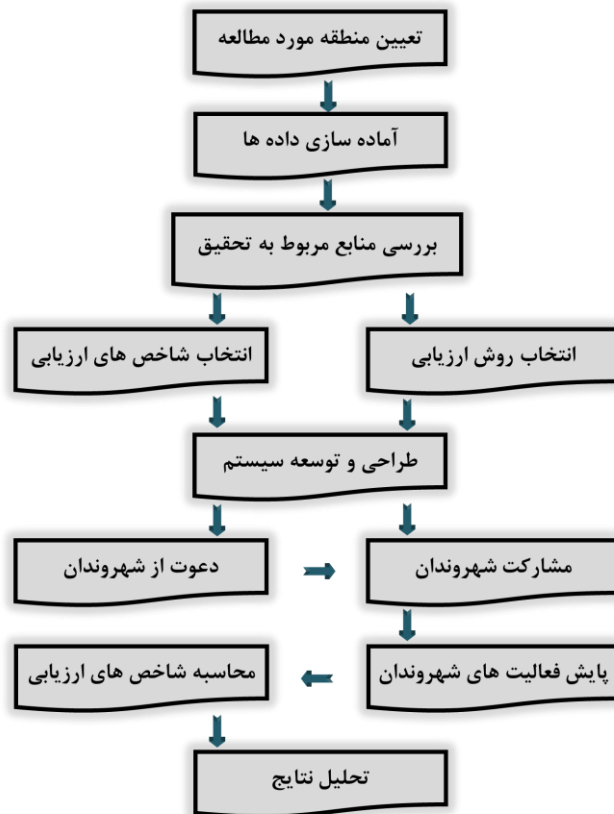 تعیین منطقه مورد مطالعه
آماده سازی داده ها
بررسی منابع مربوط به تحقیق
انتخاب روش ارزیابی
انتخاب شاخص های ارزیابی
طراحی و توسعه سیستم
دعوت از شهروندان
مشارکت شهروندان
پایش فعالیت های شهروندان
محاسبه شاخص های ارزیابی
تحلیل نتایج